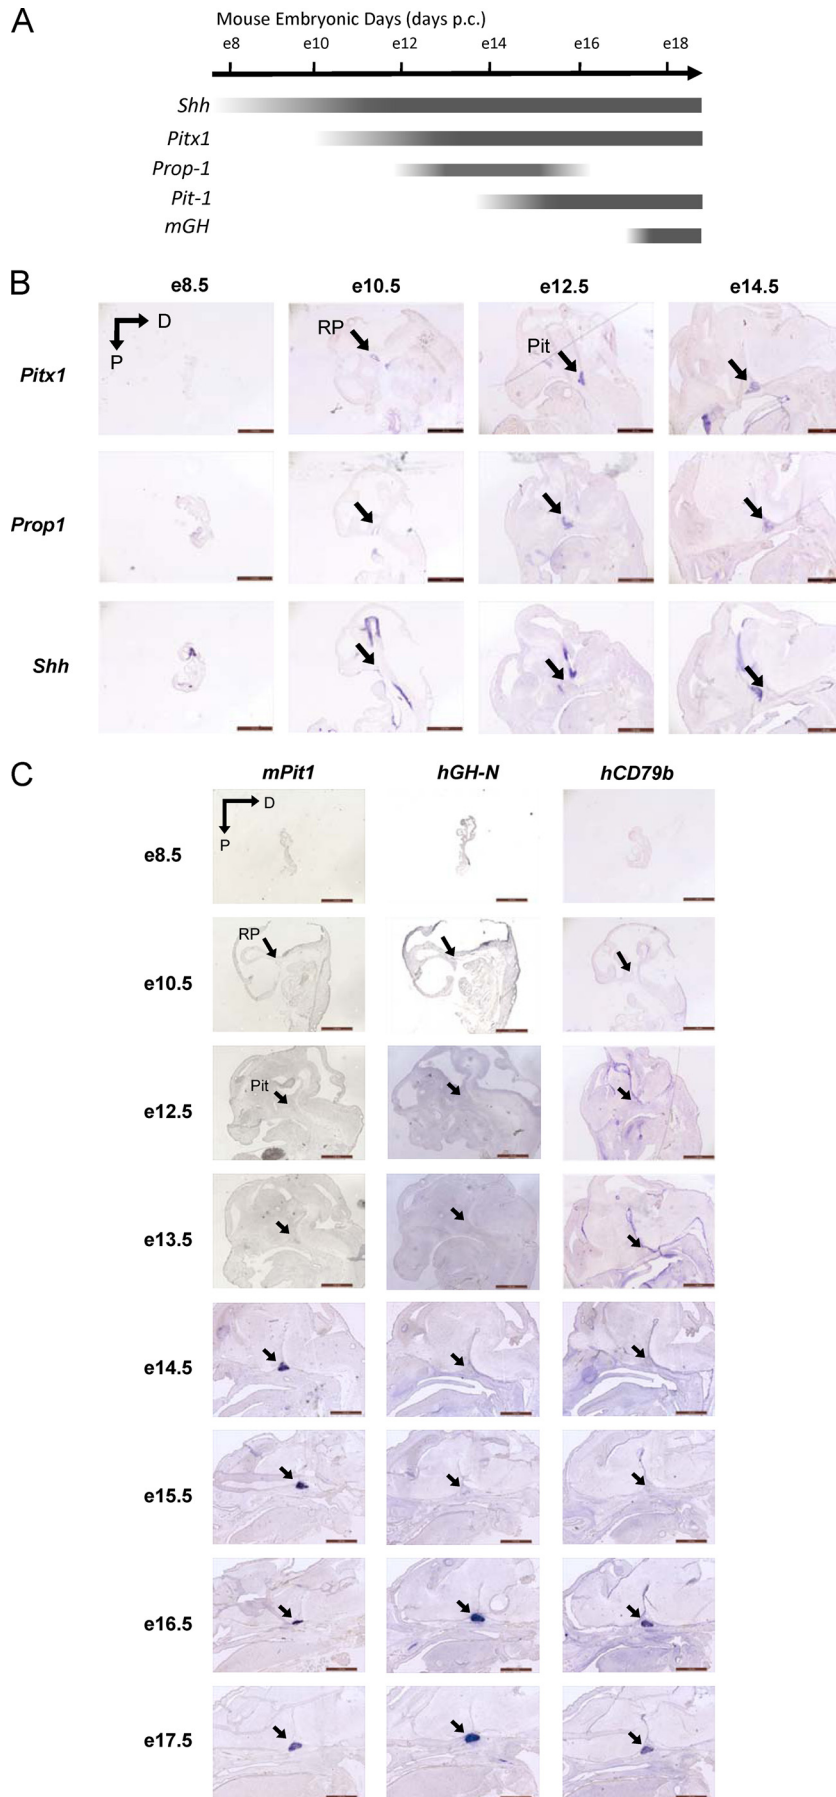 A
Mouse Embryonic Days (days p.c.)
e8 e10 e12 e14 e16 e18
Shh
Pitx1
Prop-1
Pit-1
mGH
B
e8.5 e10.5 e12.5 e14.5
D
P
RP
Pit
Pitx1
Prop1
Shh
C
mPit1 hGH-N hCD79b
D
P
e8.5
RP
e10.5
Pit
e12.5
e13.5
e14.5
e15.5
e16.5
e17.5